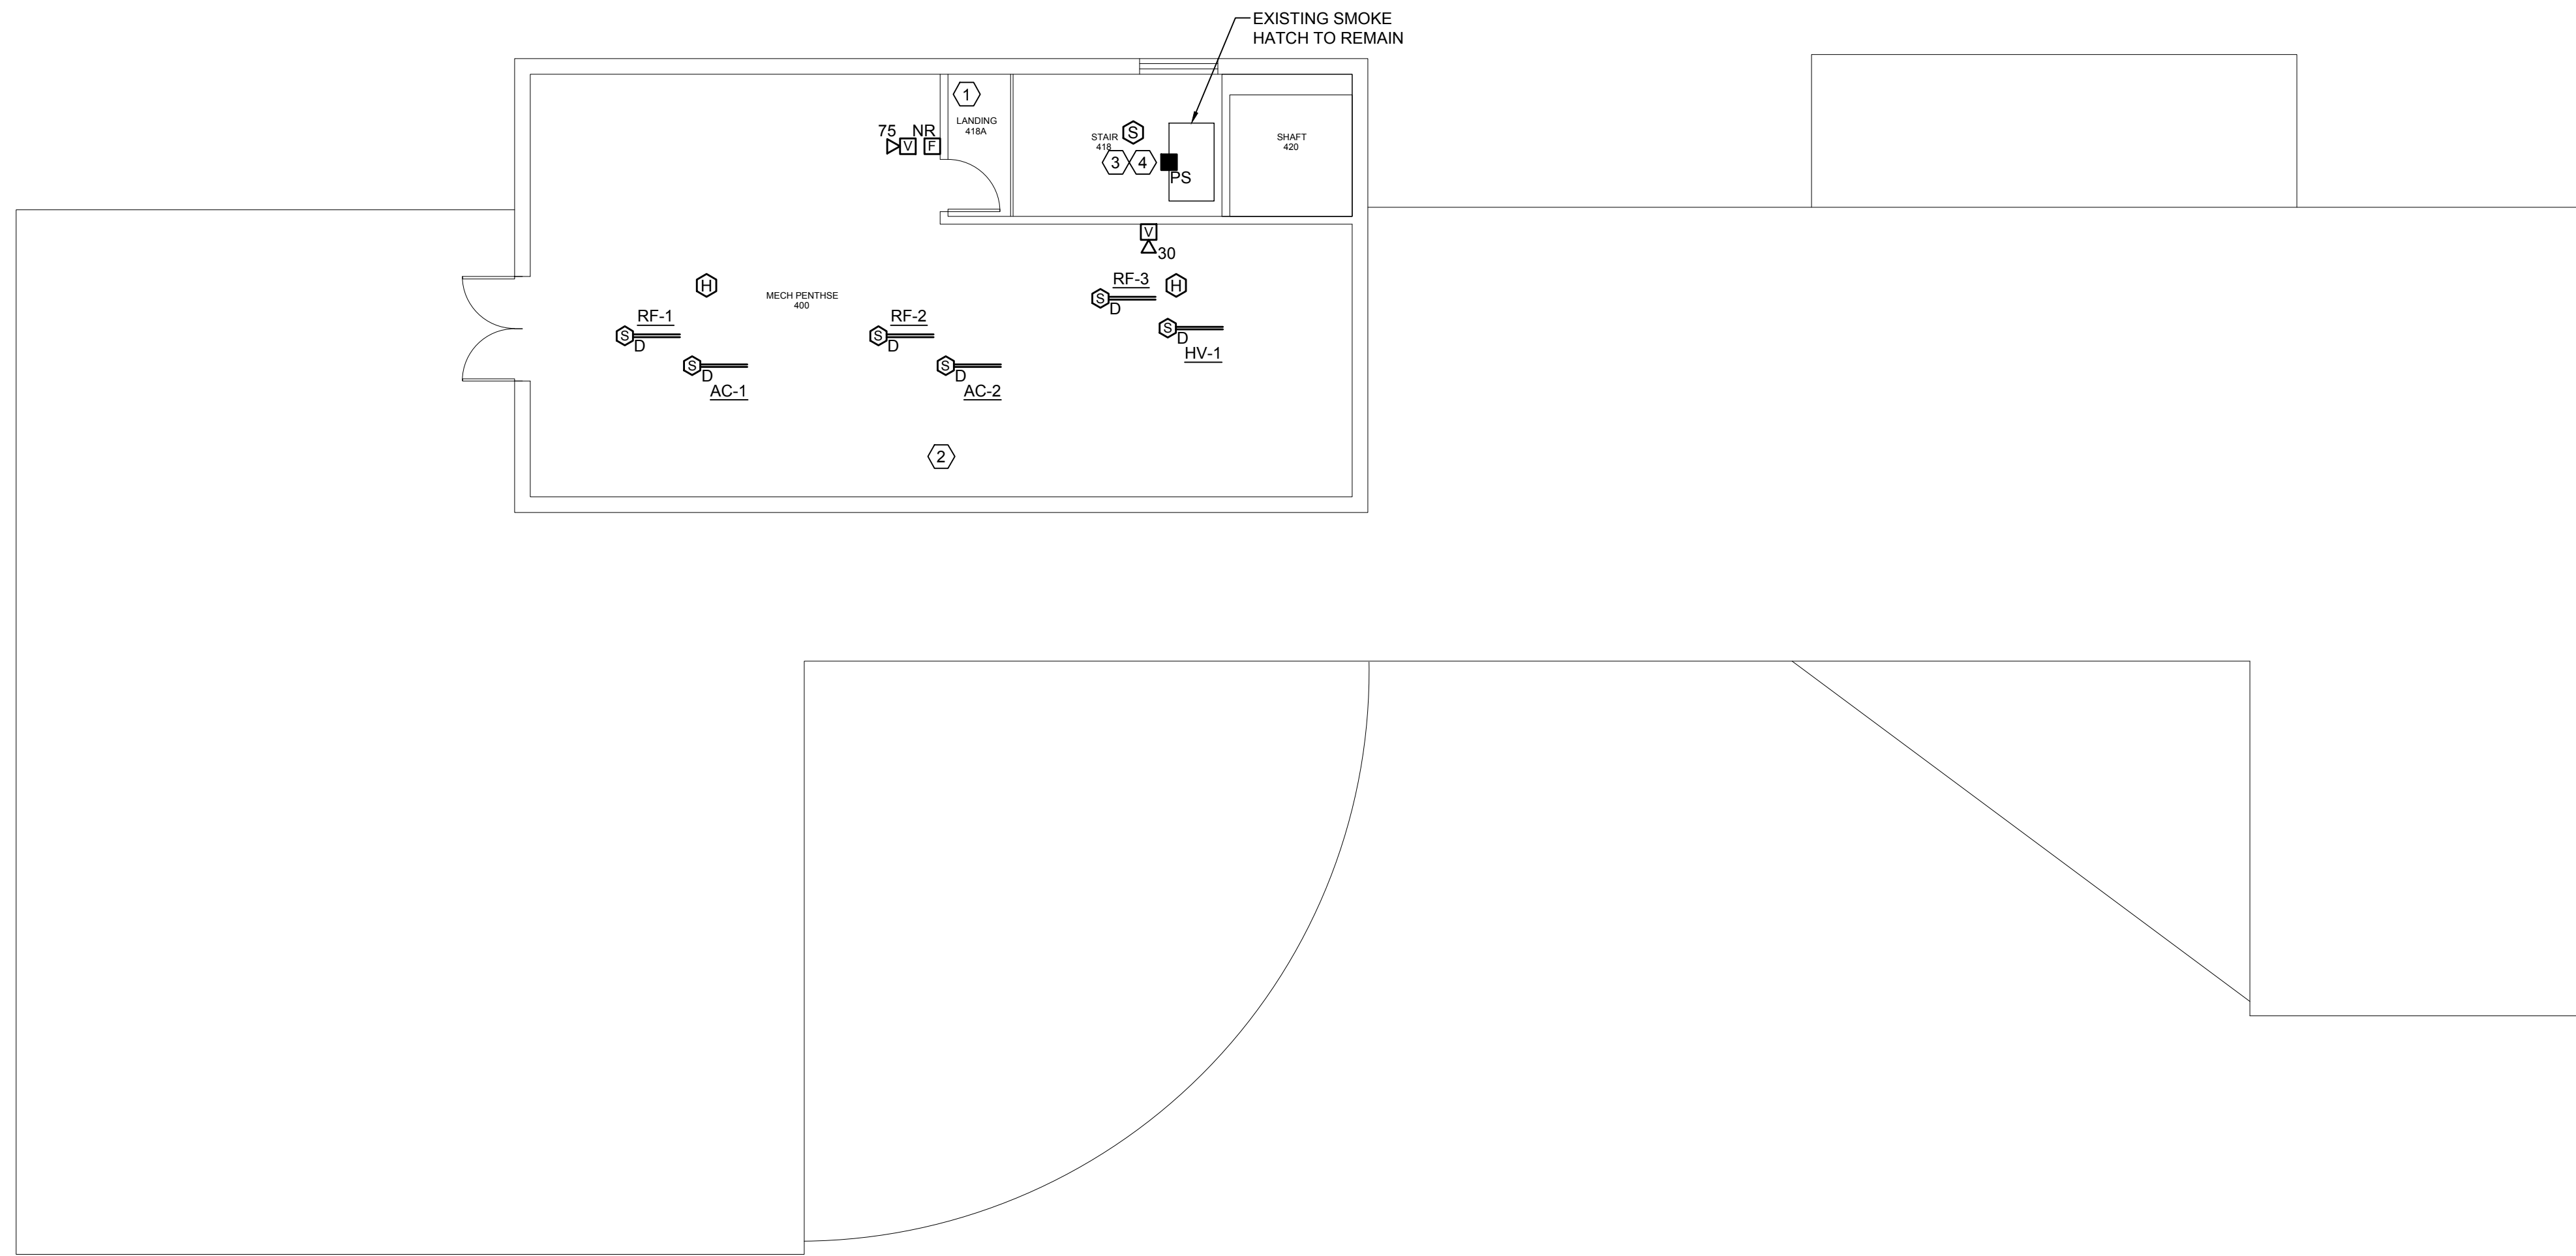 EXISTING SMOKE
HATCH TO REMAIN
1
LANDING
418A
75 NR
V F
STAIR S
418
3 4
PS
SHAFT
420
V
30
H
MECH PENTHSE
400
RF-3
H
S
D
RF-1
S
D
RF-2
S
D
S
D
HV-1
S
D
AC-1
S
D
AC-2
2